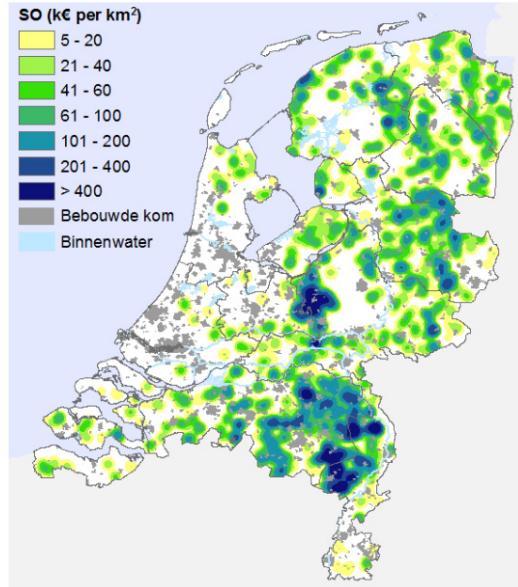 SO (k€ per km²)
5 - 20
21 - 40
41 - 60
61 - 100
101 - 200
201 - 400
> 400
Bebouwde kom
Binnenwater